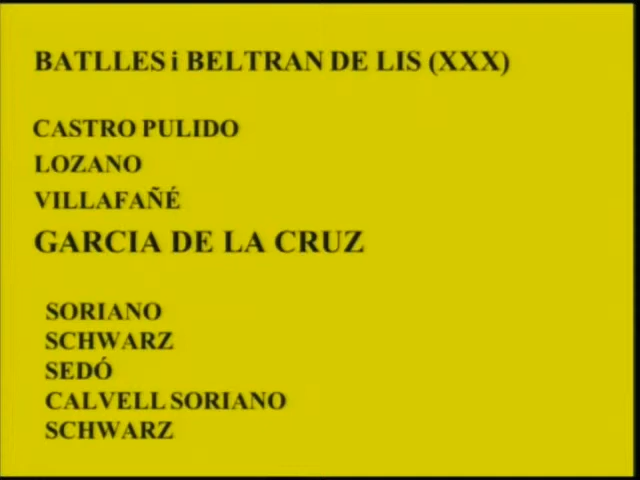 BATLLES i BELTRAN DE LIS (XXX)
CASTRO PULIDO
LOZANO
VILLAFAÑÉ
GARCIA DE LA CRUZ
SORIANO
SCHWARZ
SEDÓ
CALVELL SORIANO
SCHWARZ